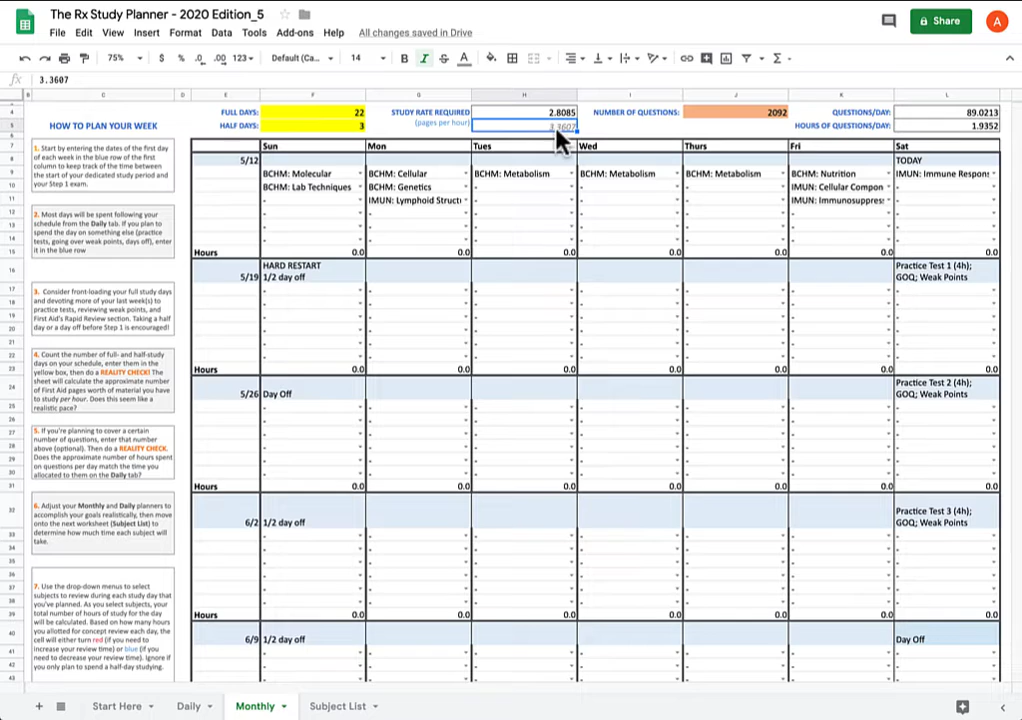 The Rx Study Planner - 2020 Edition_5
File Edit View Insert Format Data Tools Add-ons Help All changes saved in Drive
Share
A
75% $ % .0 .00 123 Default (Ca... 14 B I S A
fx 3.3607
C D E F G H I J K L
4 FULL DAYS: 22 STUDY RATE REQUIRED 2.8085 NUMBER OF QUESTIONS: 2092 QUESTIONS/DAY: 89.0213
5 HOW TO PLAN YOUR WEEK HALF DAYS: 3 (pages per hour) 3.3607 HOURS OF QUESTIONS/DAY: 1.9352
Sun Mon Tues Wed Thurs Fri Sat
5/12 TODAY
BCHM: Molecular BCHM: Cellular BCHM: Metabolism BCHM: Metabolism BCHM: Metabolism BCHM: Nutrition IMUN: Immune Respon
BCHM: Lab Techniques BCHM: Genetics IMUN: Cellular Compon
IMUN: Lymphoid Structu IMUN: Immunosuppres
Hours 0.0 0.0 0.0 0.0 0.0 0.0 0.0
HARD RESTART Practice Test 1 (4h);
5/19 1/2 day off GOQ; Weak Points
Hours 0.0 0.0 0.0 0.0 0.0 0.0 0.0
Practice Test 2 (4h);
5/26 Day Off GOQ; Weak Points
Hours 0.0 0.0 0.0 0.0 0.0 0.0 0.0
Practice Test 3 (4h);
6/2 1/2 day off GOQ; Weak Points
Hours 0.0 0.0 0.0 0.0 0.0 0.0 0.0
6/9 1/2 day off Day Off
1. Start by entering the dates of the first day
of each week in the blue row of the first
column to keep track of the time between
the start of your dedicated study period and
your Step 1 exam.
2. Most days will be spent following your
schedule from the Daily tab. If you plan to
spend the day on something else (practice
tests, going over weak points, days off), enter
it in the blue row
3. Consider front-loading your full study days
and devoting more of your last week(s) to
practice tests, reviewing weak points, and
First Aid's Rapid Review section. Taking a half
day or a day off before Step 1 is encouraged!
4. Count the number of full- and half-study
days on your schedule, enter them in the
yellow box, then do a REALITY CHECK! The
sheet will calculate the approximate number
of First Aid pages worth of material you have
to study per hour. Does this seem like a
realistic pace?
5. If you're planning to cover a certain
number of questions, enter that number
above (optional). Then do a REALITY CHECK.
Does the approximate number of hours spent
on questions per day match the time you
allocated to them on the Daily tab?
6. Adjust your Monthly and Daily planners to
accomplish your goals realistically, then move
onto the next worksheet (Subject List) to
determine how much time each subject will
take.
7. Use the drop-down menus to select
subjects to review during each study day that
you've planned. As you select subjects, your
total number of hours of study for the day
will be calculated. Based on how many hours
you allotted for concept review each day, the
cell will either turn red (if you need to
increase your review time) or blue (if you
need to decrease your review time). Ignore if
you only plan to spend a half-day studying.
Start Here Daily Monthly Subject List